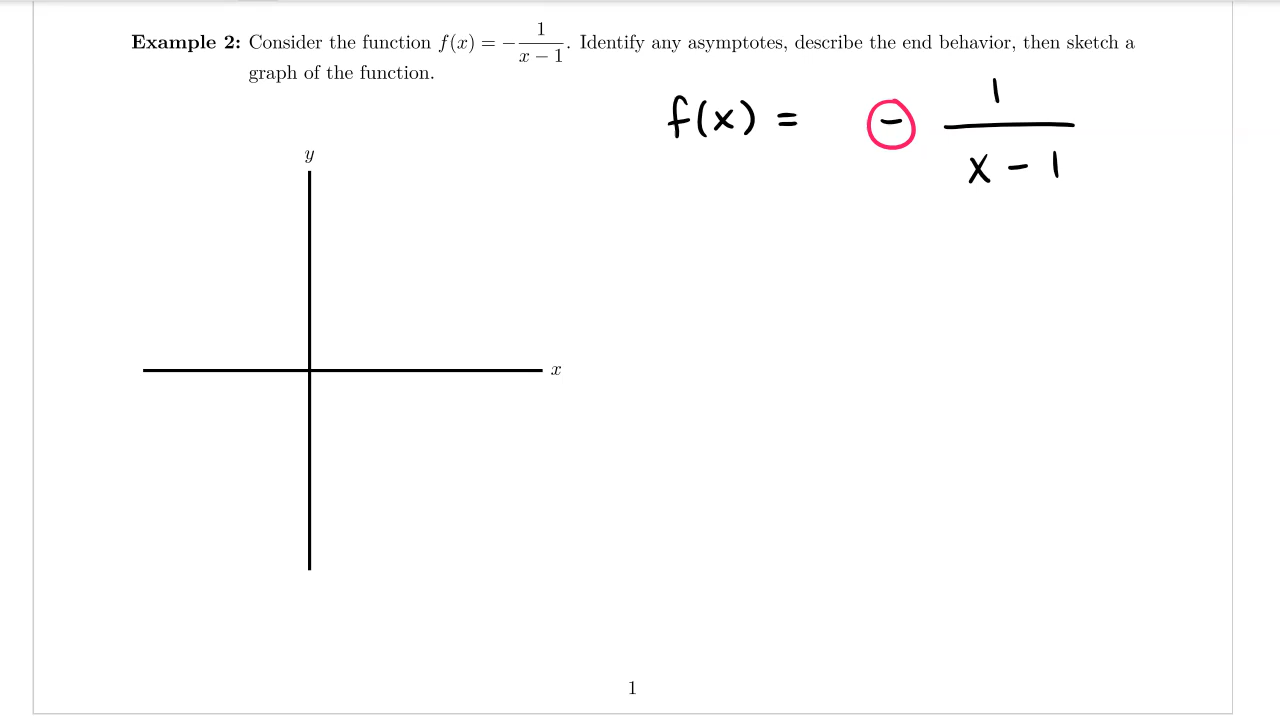 Example 2: Consider the function f(x) = −1/(x − 1). Identify any asymptotes, describe the end behavior, then sketch a
graph of the function.
f(x) = − 1/(x − 1)
y
x
1